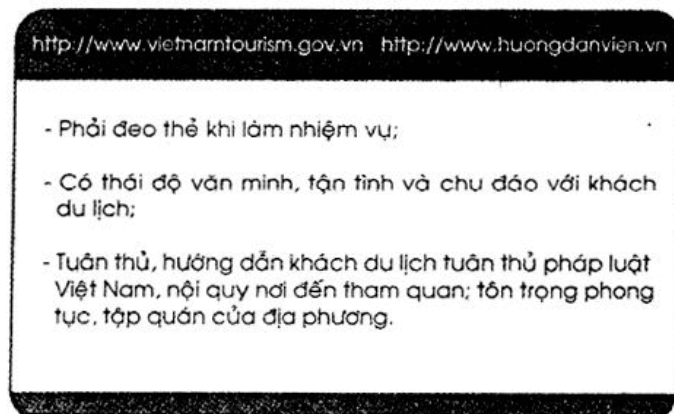 http://www.vietnamtourism.gov.vn http://www.huongdanvien.vn
- Phải đeo thẻ khi làm nhiệm vụ;
- Có thái độ văn minh, tận tình và chu đáo với khách
du lịch;
- Tuân thủ, hướng dẫn khách du lịch tuân thủ pháp luật
Việt Nam, nội quy nơi đến tham quan; tôn trọng phong
tục, tập quán của địa phương.